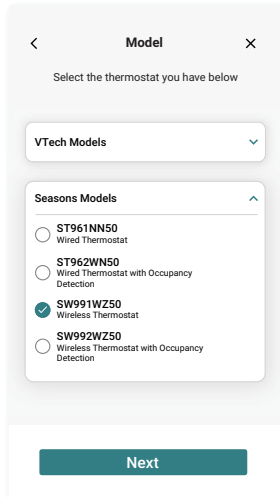 Model
Select the thermostat you have below
VTech Models
Seasons Models
ST961NN50
Wired Thermostat
ST962WN50
Wired Thermostat with Occupancy
Detection
SW991WZ50
Wireless Thermostat
SW992WZ50
Wireless Thermostat with Occupancy
Detection
Next